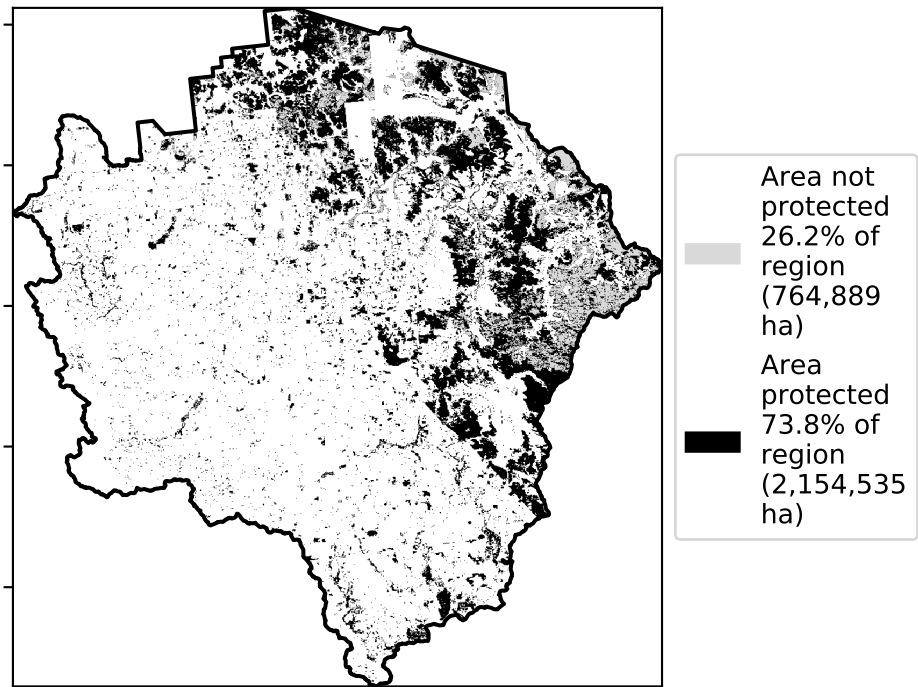 Area not
protected
26.2% of
region
(764,889
ha)
Area
protected
73.8% of
region
(2,154,535
ha)